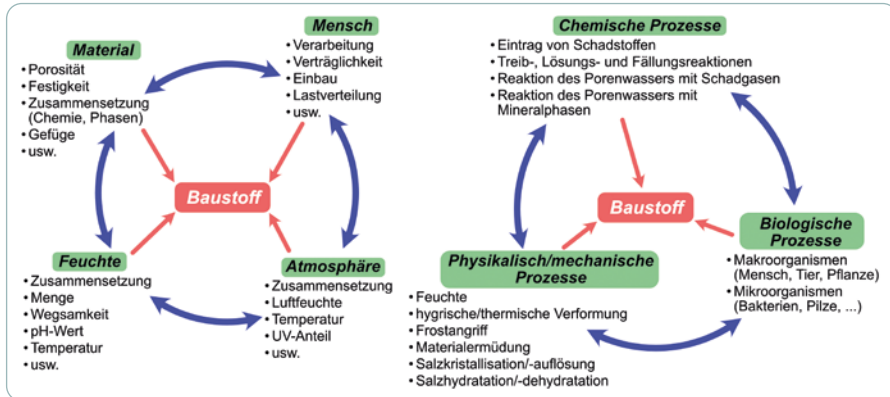 Material
• Porosität
• Festigkeit
• Zusammensetzung
(Chemie, Phasen)
• Gefüge
• usw.
Mensch
• Verarbeitung
• Verträglichkeit
• Einbau
• Lastverteilung
• usw.
Baustoff
Feuchte
• Zusammensetzung
• Menge
• Wegsamkeit
• pH-Wert
• Temperatur
• usw.
Atmosphäre
• Zusammensetzung
• Luftfeuchte
• Temperatur
• UV-Anteil
• usw.
Chemische Prozesse
• Eintrag von Schadstoffen
• Treib-, Lösungs- und Fällungsreaktionen
• Reaktion des Porenwassers mit Schadgasen
• Reaktion des Porenwassers mit
Mineralphasen
Baustoff
Physikalisch/mechanische
Prozesse
• Feuchte
• hygrische/thermische Verformung
• Frostangriff
• Materialermüdung
• Salzkristallisation/-auflösung
• Salzhydratation/-dehydratation
Biologische
Prozesse
• Makroorganismen
(Mensch, Tier, Pflanze)
• Mikroorganismen
(Bakterien, Pilze, ...)